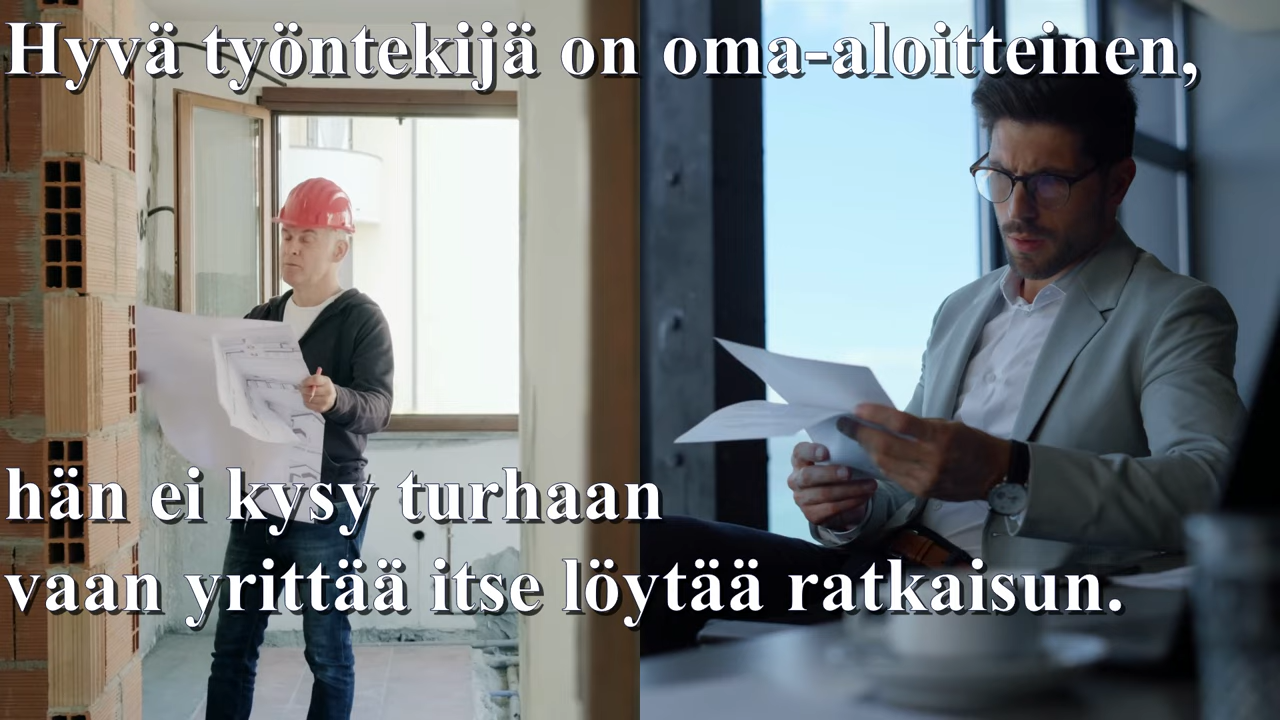 Hyvä työntekijä on oma-aloitteinen,
hän ei kysy turhaan
vaan yrittää itse löytää ratkaisun.